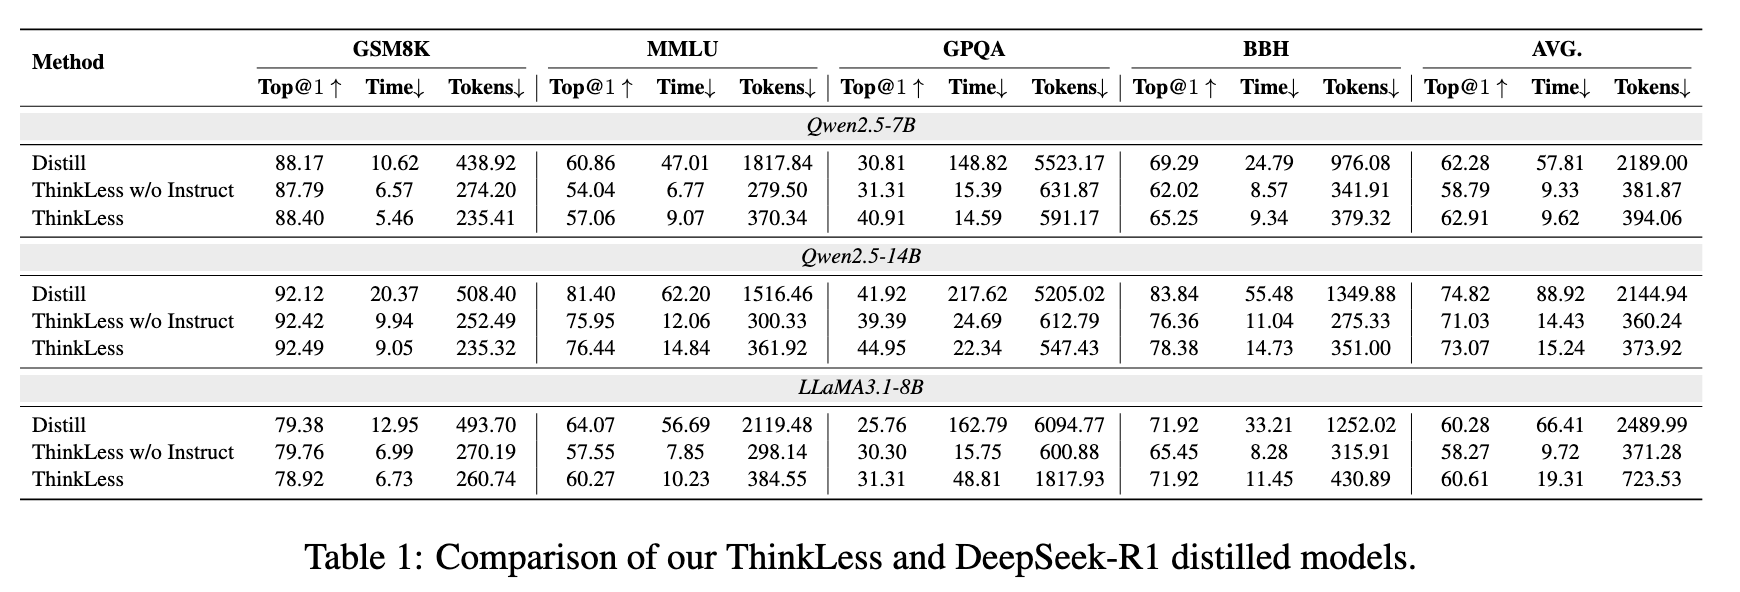 Method GSM8K MMLU GPQA BBH AVG.
Top@1 ↑ Time↓ Tokens↓ Top@1 ↑ Time↓ Tokens↓ Top@1 ↑ Time↓ Tokens↓ Top@1 ↑ Time↓ Tokens↓ Top@1 ↑ Time↓ Tokens↓
Qwen2.5-7B
Distill 88.17 10.62 438.92 60.86 47.01 1817.84 30.81 148.82 5523.17 69.29 24.79 976.08 62.28 57.81 2189.00
ThinkLess w/o Instruct 87.79 6.57 274.20 54.04 6.77 279.50 31.31 15.39 631.87 62.02 8.57 341.91 58.79 9.33 381.87
ThinkLess 88.40 5.46 235.41 57.06 9.07 370.34 40.91 14.59 591.17 65.25 9.34 379.32 62.91 9.62 394.06
Qwen2.5-14B
Distill 92.12 20.37 508.40 81.40 62.20 1516.46 41.92 217.62 5205.02 83.84 55.48 1349.88 74.82 88.92 2144.94
ThinkLess w/o Instruct 92.42 9.94 252.49 75.95 12.06 300.33 39.39 24.69 612.79 76.36 11.04 275.33 71.03 14.43 360.24
ThinkLess 92.49 9.05 235.32 76.44 14.84 361.92 44.95 22.34 547.43 78.38 14.73 351.00 73.07 15.24 373.92
LLaMA3.1-8B
Distill 79.38 12.95 493.70 64.07 56.69 2119.48 25.76 162.79 6094.77 71.92 33.21 1252.02 60.28 66.41 2489.99
ThinkLess w/o Instruct 79.76 6.99 270.19 57.55 7.85 298.14 30.30 15.75 600.88 65.45 8.28 315.91 58.27 9.72 371.28
ThinkLess 78.92 6.73 260.74 60.27 10.23 384.55 31.31 48.81 1817.93 71.92 11.45 430.89 60.61 19.31 723.53
Table 1: Comparison of our ThinkLess and DeepSeek-R1 distilled models.